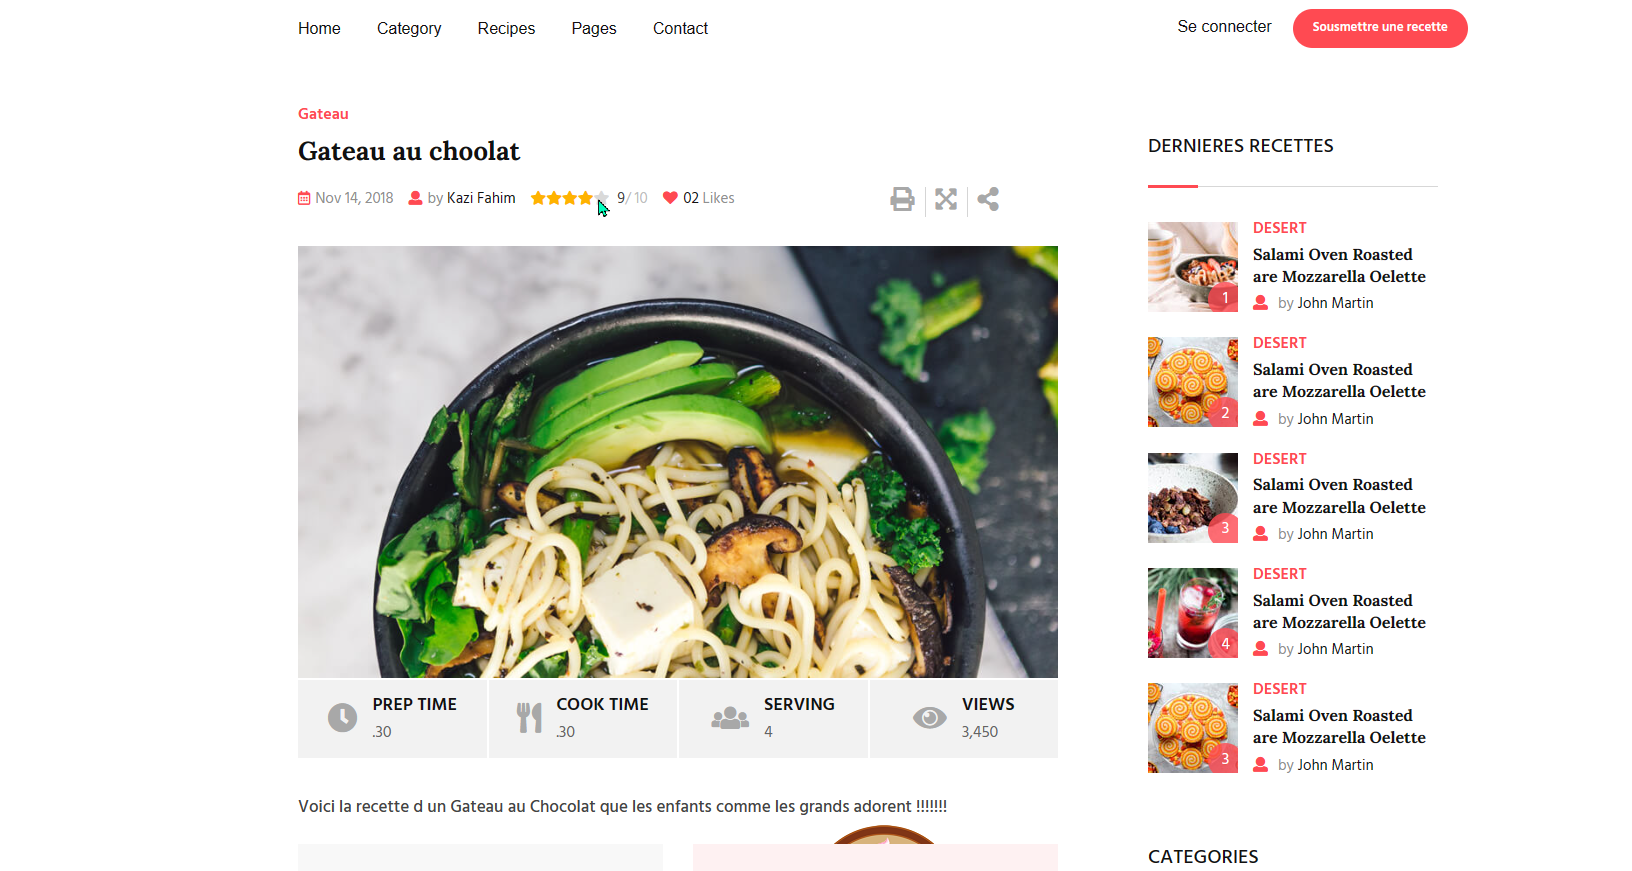 Home Category Recipes Pages Contact Se connecter Sousmettre une recette
Gateau
Gateau au choolat
Nov 14, 2018 by Kazi Fahim 9/ 10 02 Likes
PREP TIME
.30
COOK TIME
.30
SERVING
4
VIEWS
3,450
Voici la recette d un Gateau au Chocolat que les enfants comme les grands adorent !!!!!!!
DERNIERES RECETTES
1
DESERT
Salami Oven Roasted
are Mozzarella Oelette
by John Martin
2
DESERT
Salami Oven Roasted
are Mozzarella Oelette
by John Martin
3
DESERT
Salami Oven Roasted
are Mozzarella Oelette
by John Martin
4
DESERT
Salami Oven Roasted
are Mozzarella Oelette
by John Martin
3
DESERT
Salami Oven Roasted
are Mozzarella Oelette
by John Martin
CATEGORIES